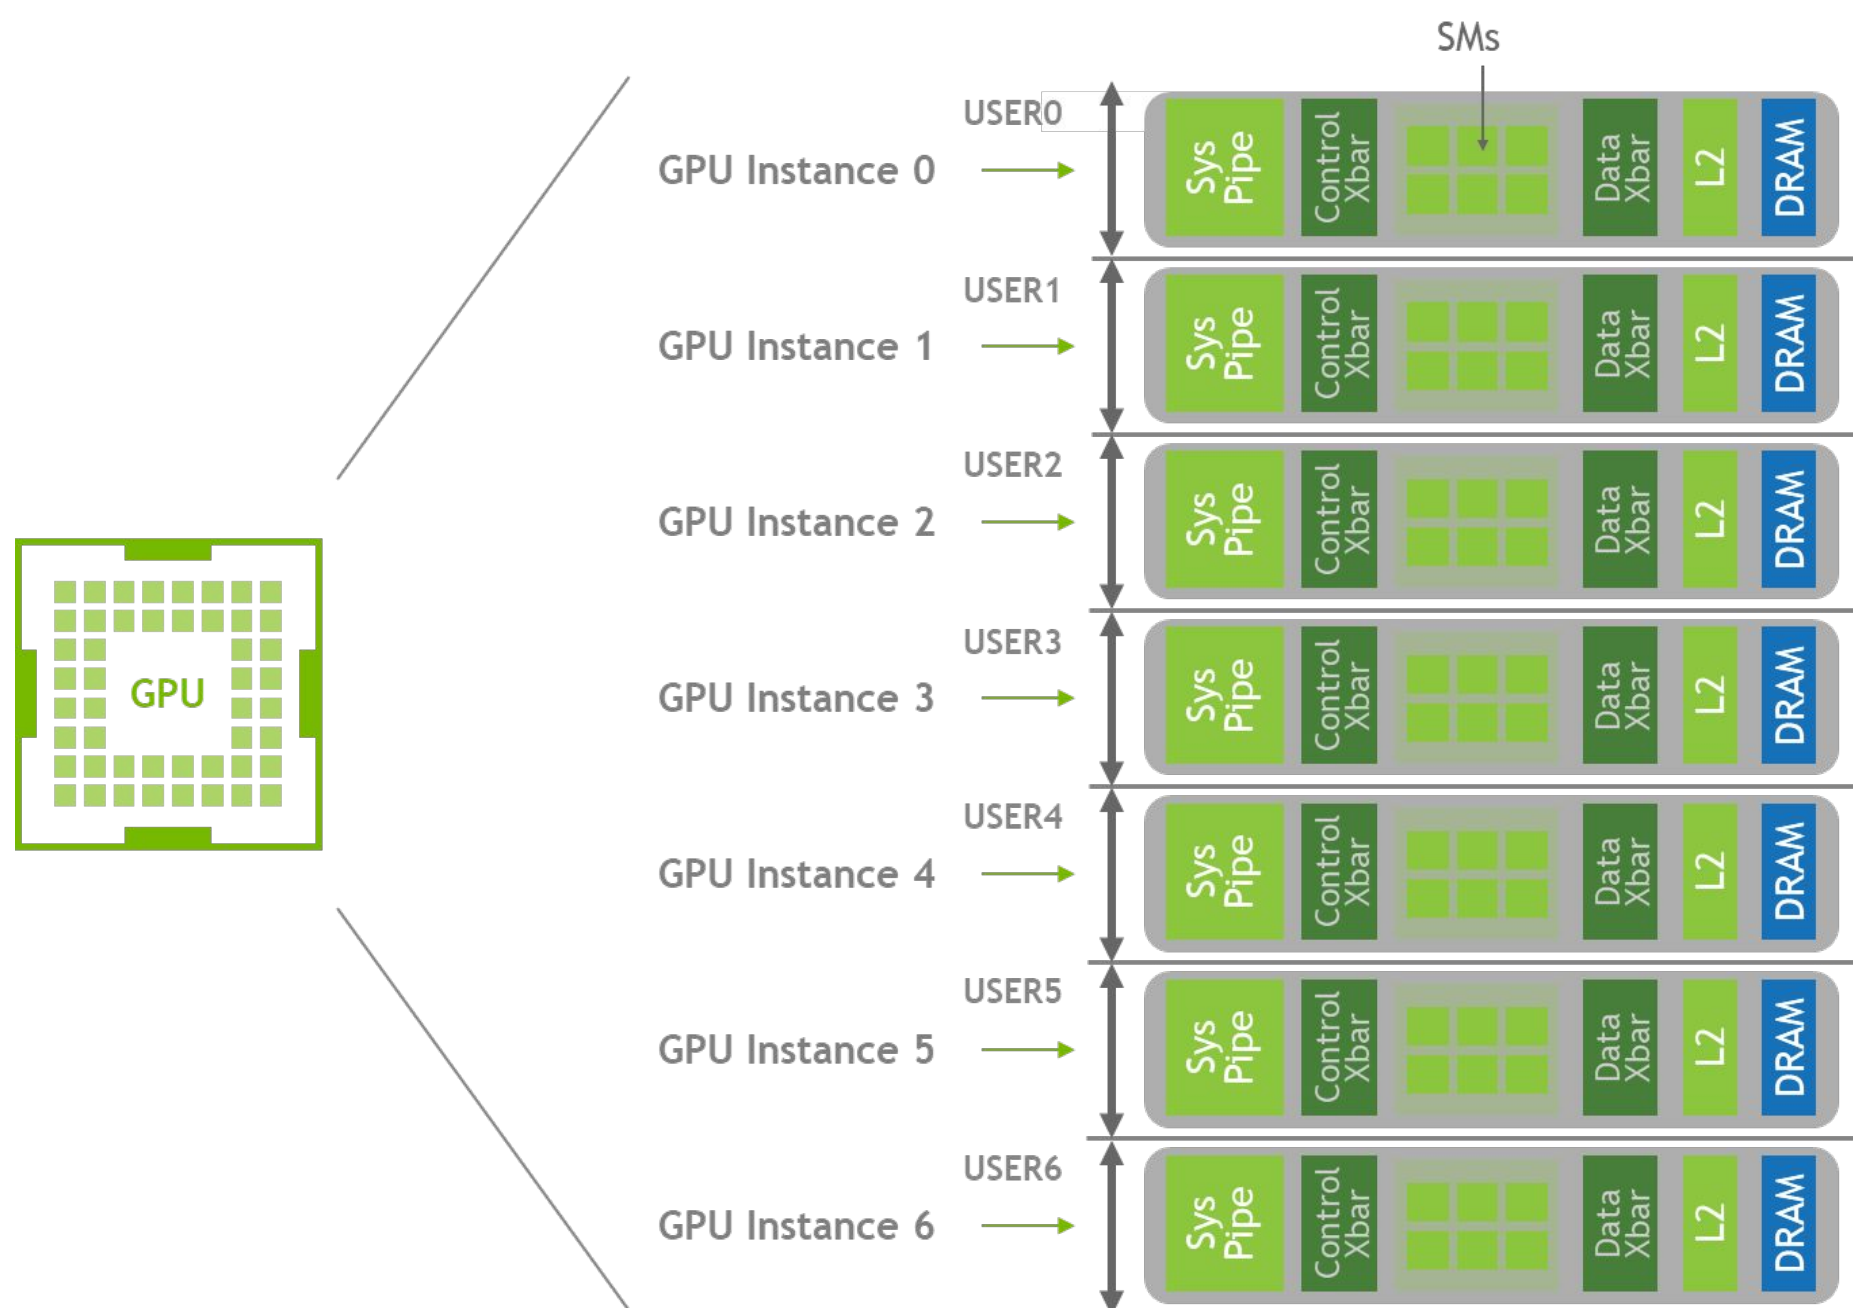 SMs
USER0
GPU Instance 0
Sys
Pipe
Control
Xbar
Data
Xbar
L2
DRAM
USER1
GPU Instance 1
Sys
Pipe
Control
Xbar
Data
Xbar
L2
DRAM
USER2
GPU Instance 2
Sys
Pipe
Control
Xbar
Data
Xbar
L2
DRAM
GPU
USER3
GPU Instance 3
Sys
Pipe
Control
Xbar
Data
Xbar
L2
DRAM
USER4
GPU Instance 4
Sys
Pipe
Control
Xbar
Data
Xbar
L2
DRAM
USER5
GPU Instance 5
Sys
Pipe
Control
Xbar
Data
Xbar
L2
DRAM
USER6
GPU Instance 6
Sys
Pipe
Control
Xbar
Data
Xbar
L2
DRAM